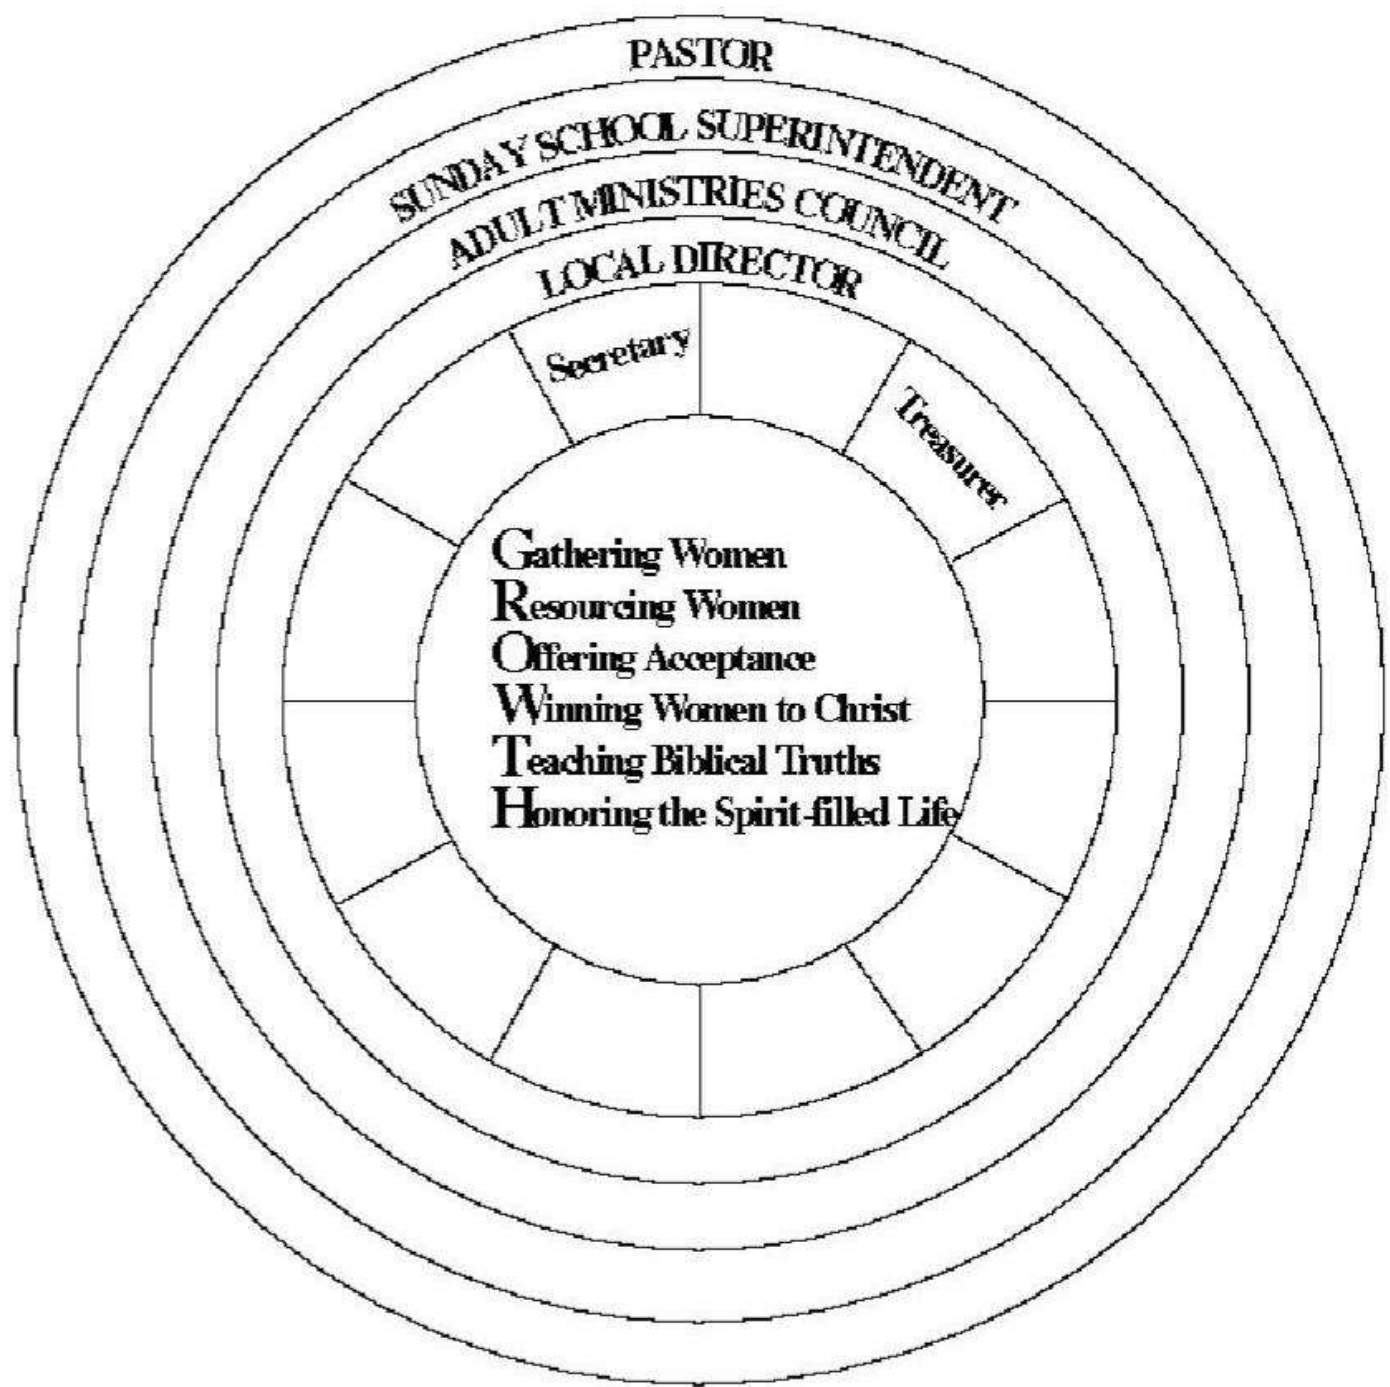 PASTOR
SUNDAY SCHOOL SUPERINTENDENT
ADULT MINISTRIES COUNCIL
LOCAL DIRECTOR
Secretary
Treasurer
Gathering Women
Resourcing Women
Offering Acceptance
Winning Women to Christ
Teaching Biblical Truths
Honoring the Spirit-filled Life